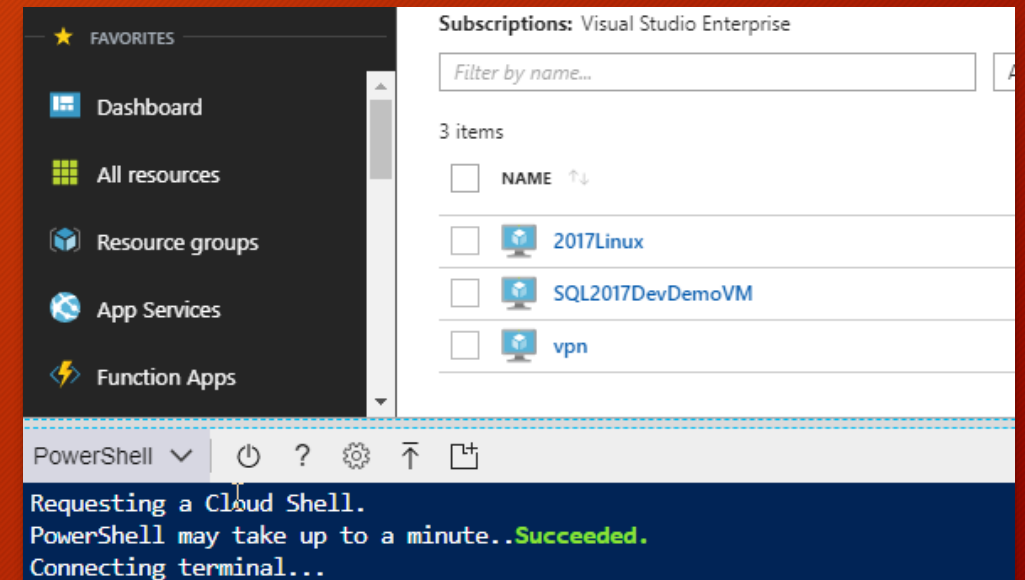 FAVORITES
Dashboard
All resources
Resource groups
App Services
Function Apps
Subscriptions: Visual Studio Enterprise
Filter by name...
3 items
NAME ↑↓
2017Linux
SQL2017DevDemoVM
vpn
PowerShell
?
Requesting a Cloud Shell.
PowerShell may take up to a minute..Succeeded.
Connecting terminal...